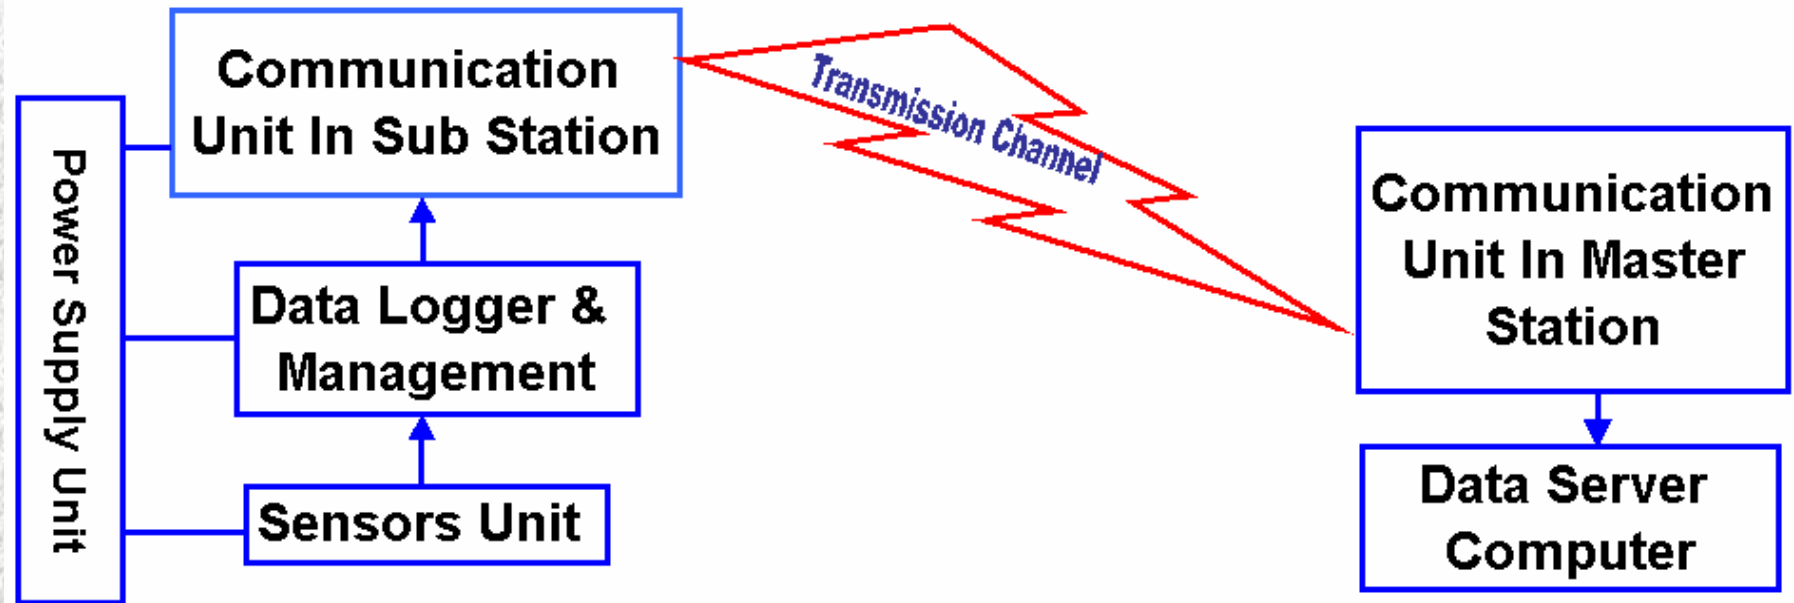 Communication
Unit In Sub Station
Transmission Channel
Power Supply Unit
Data Logger &
Management
Sensors Unit
Communication
Unit In Master
Station
Data Server
Computer